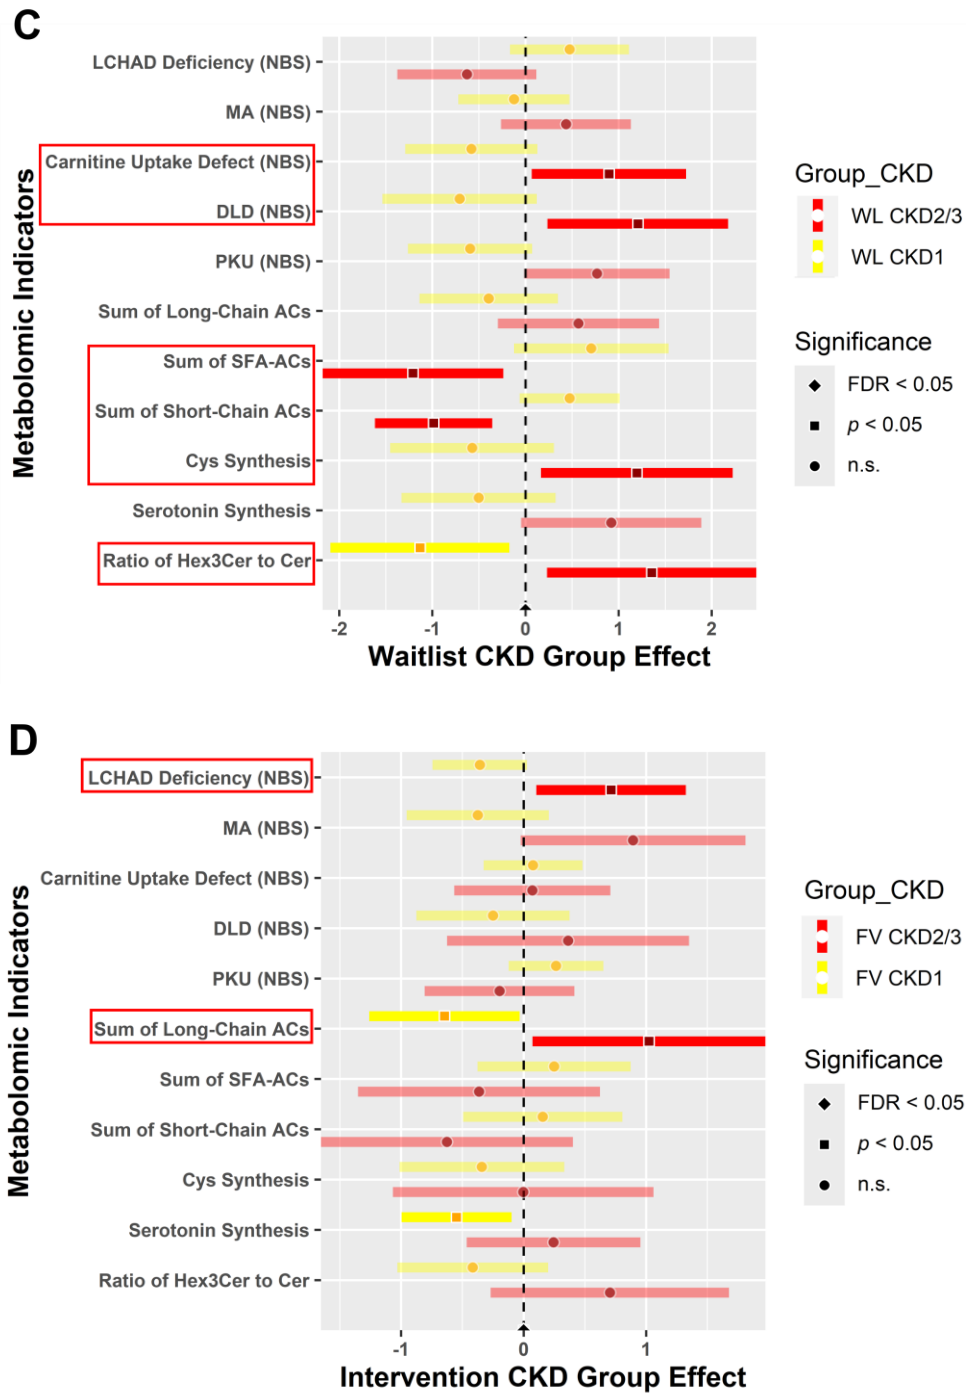 C
Metabolomic Indicators
LCHAD Deficiency (NBS)
MA (NBS)
Carnitine Uptake Defect (NBS)
DLD (NBS)
PKU (NBS)
Sum of Long-Chain ACs
Sum of SFA-ACs
Sum of Short-Chain ACs
Cys Synthesis
Serotonin Synthesis
Ratio of Hex3Cer to Cer
-2 -1 0 1 2
Waitlist CKD Group Effect
Group_CKD
WL CKD2/3
WL CKD1
Significance
FDR < 0.05
p < 0.05
n.s.
D
Metabolomic Indicators
LCHAD Deficiency (NBS)
MA (NBS)
Carnitine Uptake Defect (NBS)
DLD (NBS)
PKU (NBS)
Sum of Long-Chain ACs
Sum of SFA-ACs
Sum of Short-Chain ACs
Cys Synthesis
Serotonin Synthesis
Ratio of Hex3Cer to Cer
-1 0 1
Intervention CKD Group Effect
Group_CKD
FV CKD2/3
FV CKD1
Significance
FDR < 0.05
p < 0.05
n.s.